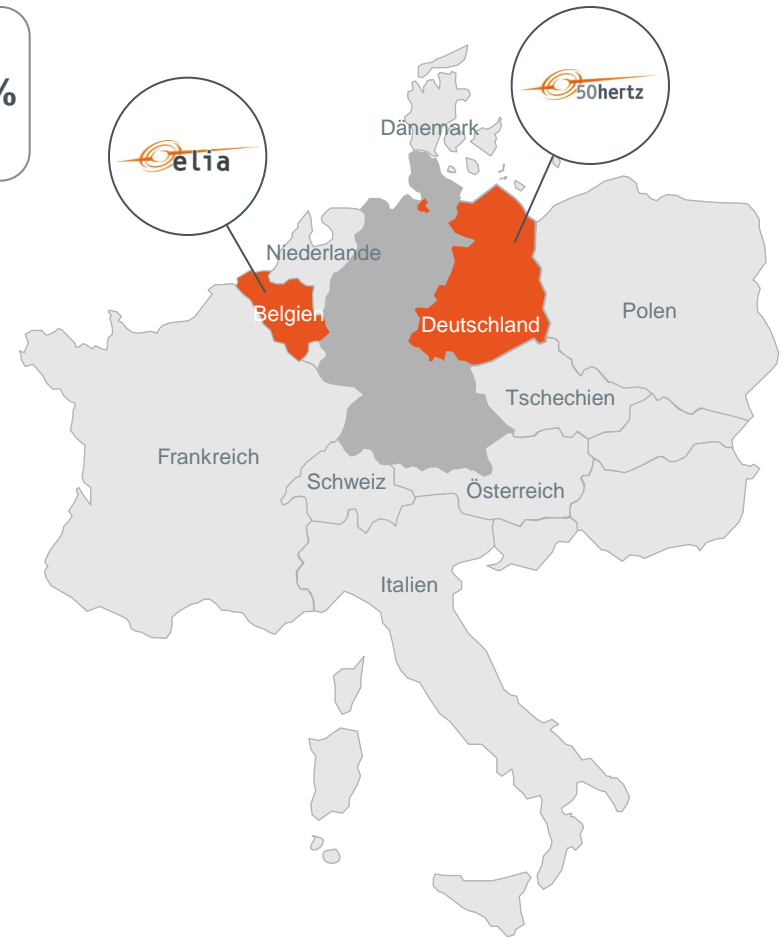 %
50hertz
elia
Dänemark
Niederlande
Belgien
Deutschland
Polen
Tschechien
Frankreich
Schweiz
Österreich
Italien